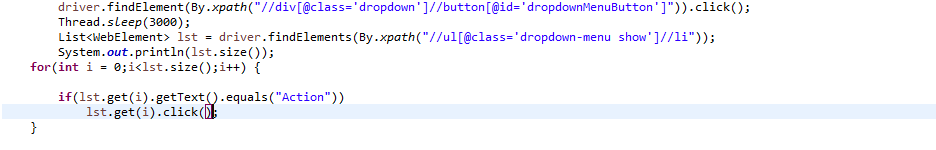 driver.findElement(By.xpath("//div[@class='dropdown']//button[@id='dropdownMenuButton']")).click();
Thread.sleep(3000);
List<WebElement> lst = driver.findElements(By.xpath("//ul[@class='dropdown-menu show']//li"));
System.out.println(lst.size());
for(int i = 0;i<lst.size();i++) {
if(lst.get(i).getText().equals("Action"))
lst.get(i).click();
}